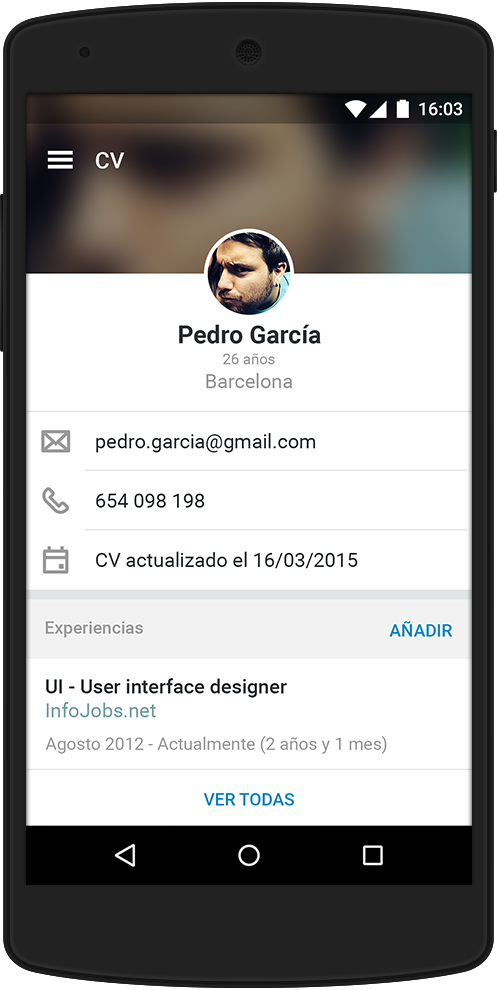 16:03
CV
Pedro García
26 años
Barcelona
pedro.garcia@gmail.com
654 098 198
CV actualizado el 16/03/2015
Experiencias
AÑADIR
UI - User interface designer
InfoJobs.net
Agosto 2012 - Actualmente (2 años y 1 mes)
VER TODAS